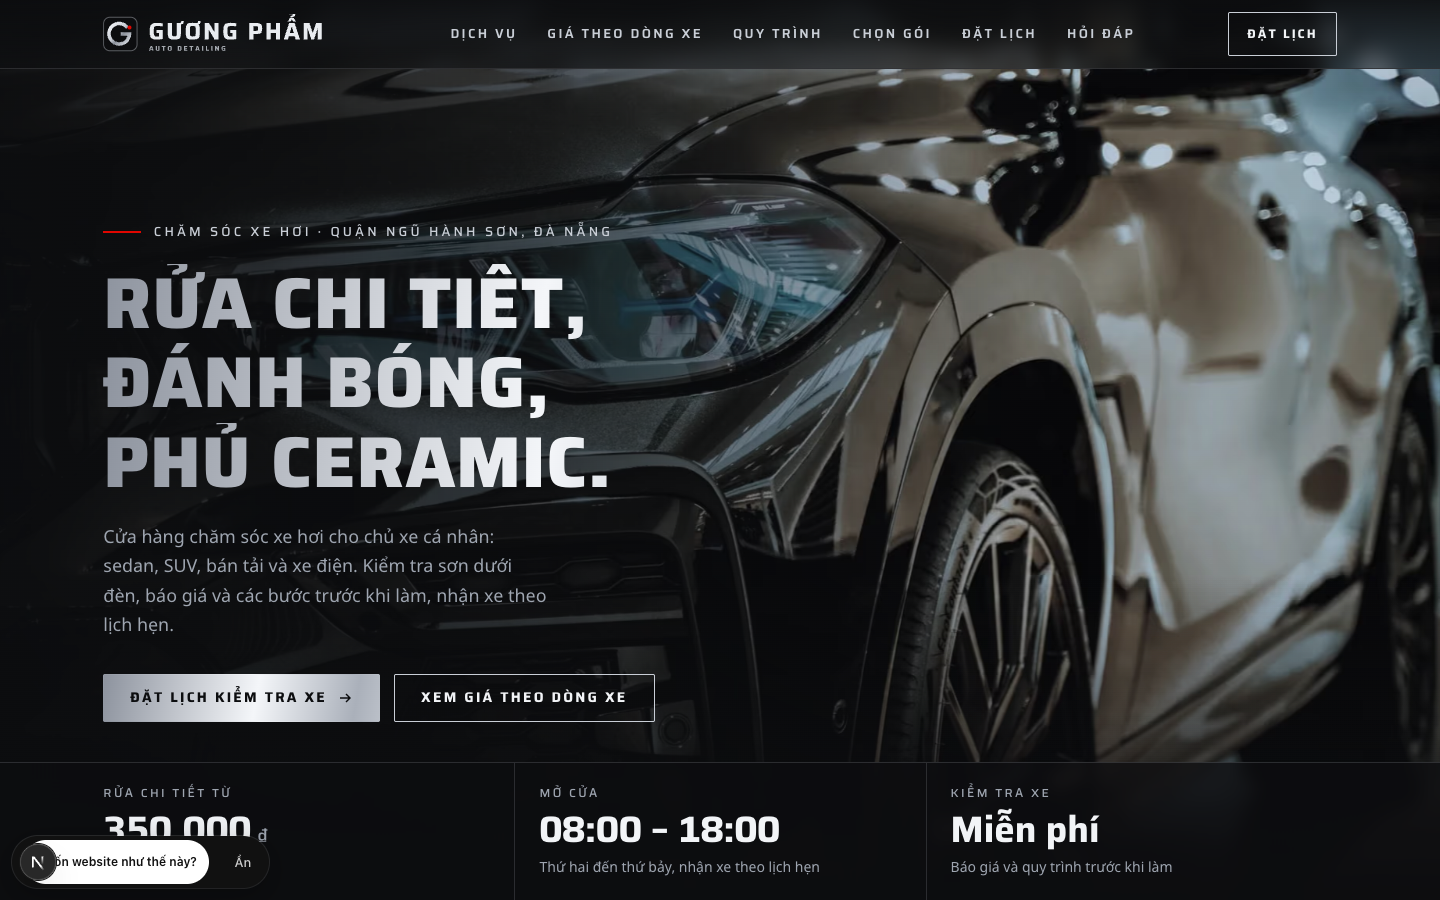 GƯƠNG PHẨM
AUTO DETAILING
DỊCH VỤ
GIÁ THEO DÒNG XE
QUY TRÌNH
CHỌN GÓI
ĐẶT LỊCH
HỎI ĐÁP
ĐẶT LỊCH
CHĂM SÓC XE HƠI · QUẬN NGŨ HÀNH SƠN, ĐÀ NẴNG
RỬA CHI TIẾT,
ĐÁNH BÓNG,
PHỦ CERAMIC.
Cửa hàng chăm sóc xe hơi cho chủ xe cá nhân:
sedan, SUV, bán tải và xe điện. Kiểm tra sơn dưới
đèn, báo giá và các bước trước khi làm, nhận xe theo
lịch hẹn.
ĐẶT LỊCH KIỂM TRA XE →
XEM GIÁ THEO DÒNG XE
RỬA CHI TIẾT TỪ
350.000 đ
MỞ CỬA
08:00 – 18:00
Thứ hai đến thứ bảy, nhận xe theo lịch hẹn
KIỂM TRA XE
Miễn phí
Báo giá và quy trình trước khi làm
website như thế này?
Ẩn